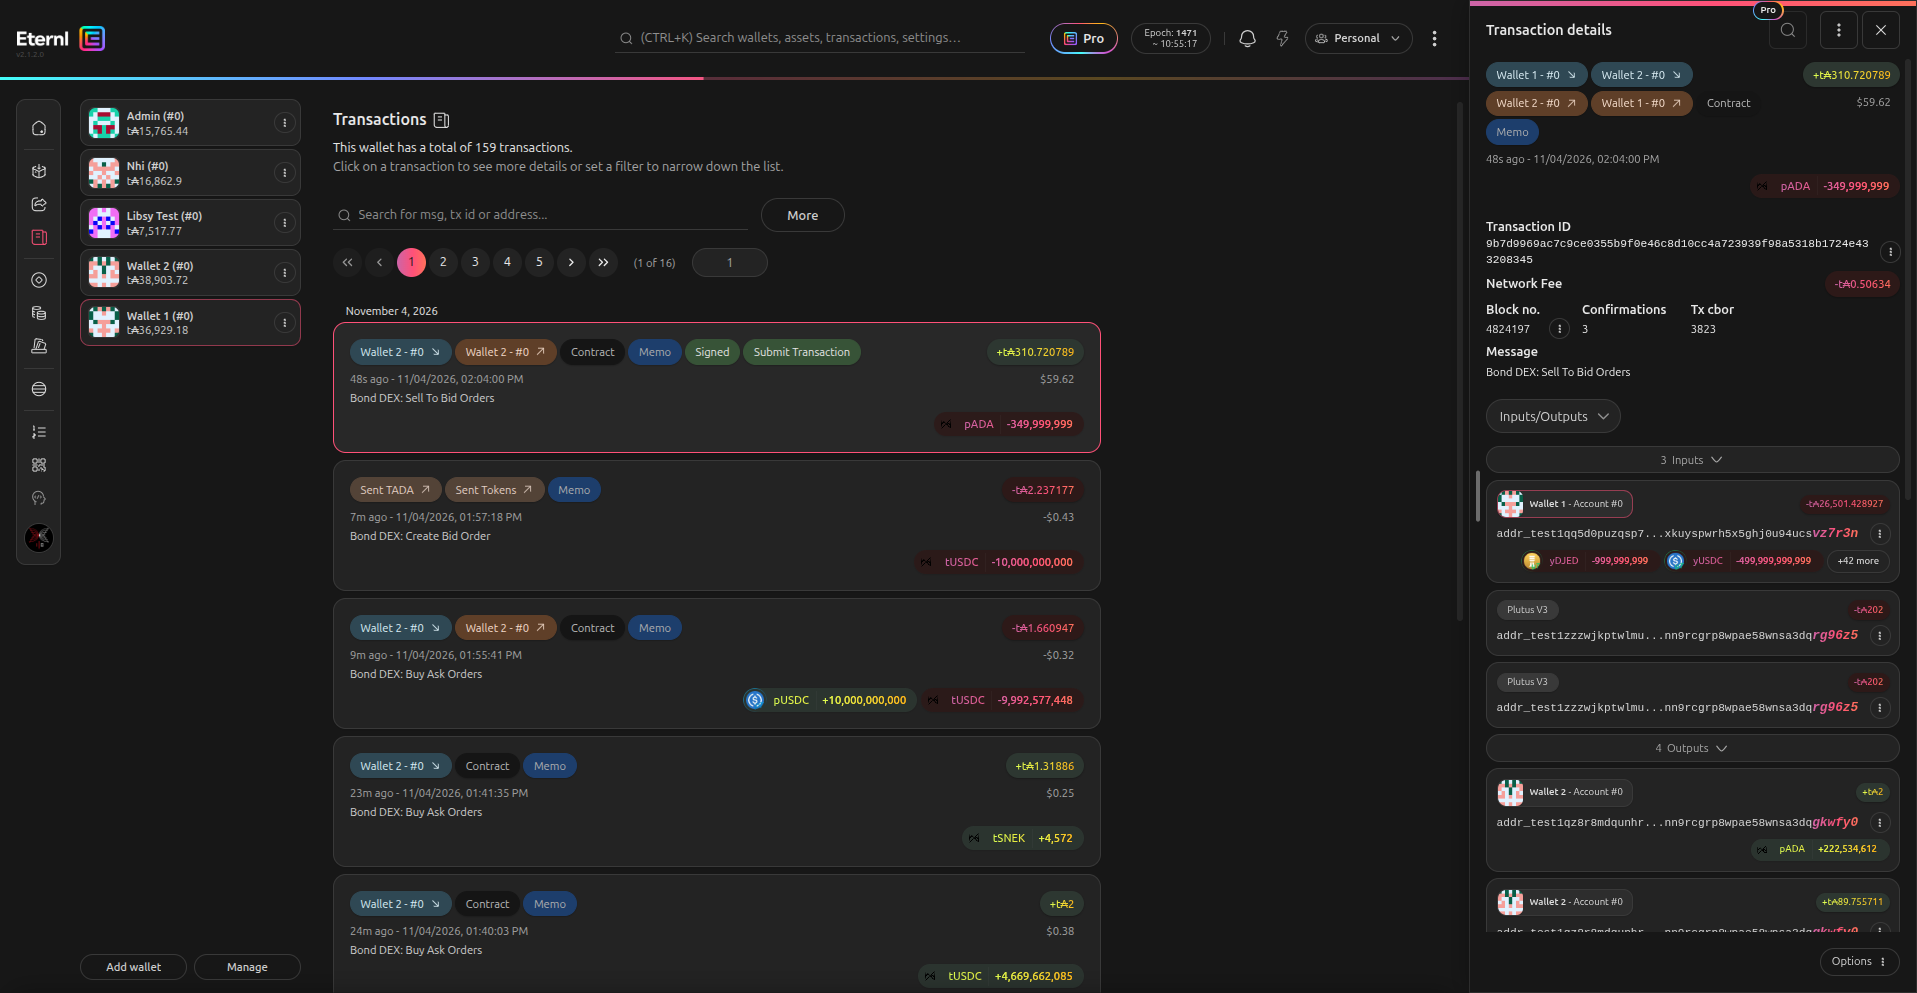 Eternl
v2.1.2.0
(CTRL+K) Search wallets, assets, transactions, settings...
Pro
Epoch: 1471
~ 10:55:17
Personal
Admin (#0)
t₳15,765.44
Nhi (#0)
t₳16,862.9
Libsy Test (#0)
t₳7,517.77
Wallet 2 (#0)
t₳38,903.72
Wallet 1 (#0)
t₳36,929.18
Add wallet
Manage
Transactions
This wallet has a total of 159 transactions.
Click on a transaction to see more details or set a filter to narrow down the list.
Search for msg, tx id or address...
More
1 2 3 4 5 (1 of 16) 1
November 4, 2026
Wallet 2 - #0 Wallet 2 - #0 Contract Memo Signed Submit Transaction +t₳310.720789
48s ago - 11/04/2026, 02:04:00 PM $59.62
Bond DEX: Sell To Bid Orders
pADA -349,999,999
Sent TADA Sent Tokens Memo -t₳2.237177
7m ago - 11/04/2026, 01:57:18 PM -$0.43
Bond DEX: Create Bid Order
tUSDC -10,000,000,000
Wallet 2 - #0 Wallet 2 - #0 Contract Memo -t₳1.660947
9m ago - 11/04/2026, 01:55:41 PM -$0.32
Bond DEX: Buy Ask Orders
pUSDC +10,000,000,000 tUSDC -9,992,577,448
Wallet 2 - #0 Contract Memo +t₳1.31886
23m ago - 11/04/2026, 01:41:35 PM $0.25
Bond DEX: Buy Ask Orders
tSNEK +4,572
Wallet 2 - #0 Contract Memo +t₳2
24m ago - 11/04/2026, 01:40:03 PM $0.38
Bond DEX: Buy Ask Orders
tUSDC +4,669,662,085
Pro
Transaction details
Wallet 1 - #0 Wallet 2 - #0 +t₳310.720789
Wallet 2 - #0 Wallet 1 - #0 Contract $59.62
Memo
48s ago - 11/04/2026, 02:04:00 PM
pADA -349,999,999
Transaction ID
9b7d9969ac7c9ce0355b9f0e46c8d10cc4a723939f98a5318b1724e43
3208345
Network Fee -t₳0.50634
Block no. Confirmations Tx cbor
4824197 3 3823
Message
Bond DEX: Sell To Bid Orders
Inputs/Outputs
3 Inputs
Wallet 1 - Account #0 -t₳26,501.428927
addr_test1qq5d0puzqsp7...xkuyspwrh5x5ghj0u94ucsvz7r3n
yDJED -999,999,999 yUSDC -499,999,999,999 +42 more
Plutus V3 -t₳202
addr_test1zzzwjkptwlmu...nn9rcgrp8wpae58wnsa3dqrg96z5
Plutus V3 -t₳202
addr_test1zzzwjkptwlmu...nn9rcgrp8wpae58wnsa3dqrg96z5
4 Outputs
Wallet 2 - Account #0 +t₳2
addr_test1qz8r8mdqunhr...nn9rcgrp8wpae58wnsa3dqgkwfy0
pADA +222,534,612
Wallet 2 - Account #0 +t₳89.755711
addr_test1qz8r8mdqunhr...nn9rcgrp8wpae58wnsa3dqgkwfy0
Options